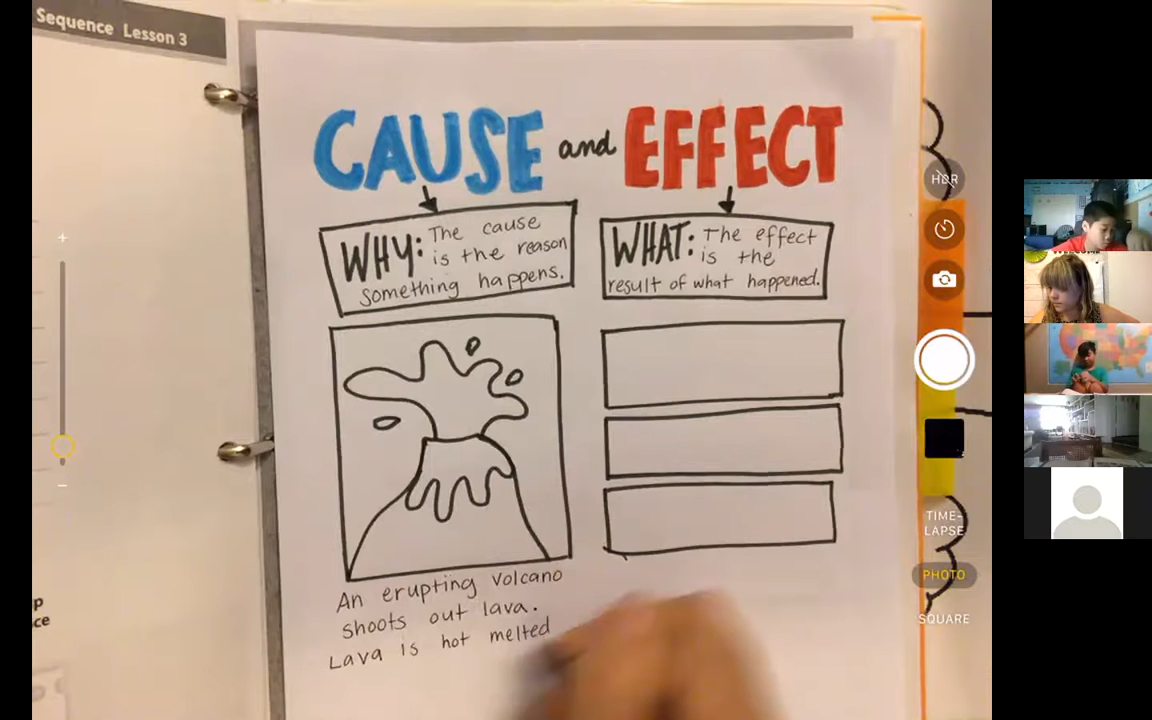 Sequence Lesson 3
CAUSE and EFFECT
WHY: The cause
is the reason
something happens.
WHAT: The effect
is the
result of what happened.
An erupting volcano
shoots out lava.
Lava is hot melted
HDR
TIME-
LAPSE
PHOTO
SQUARE